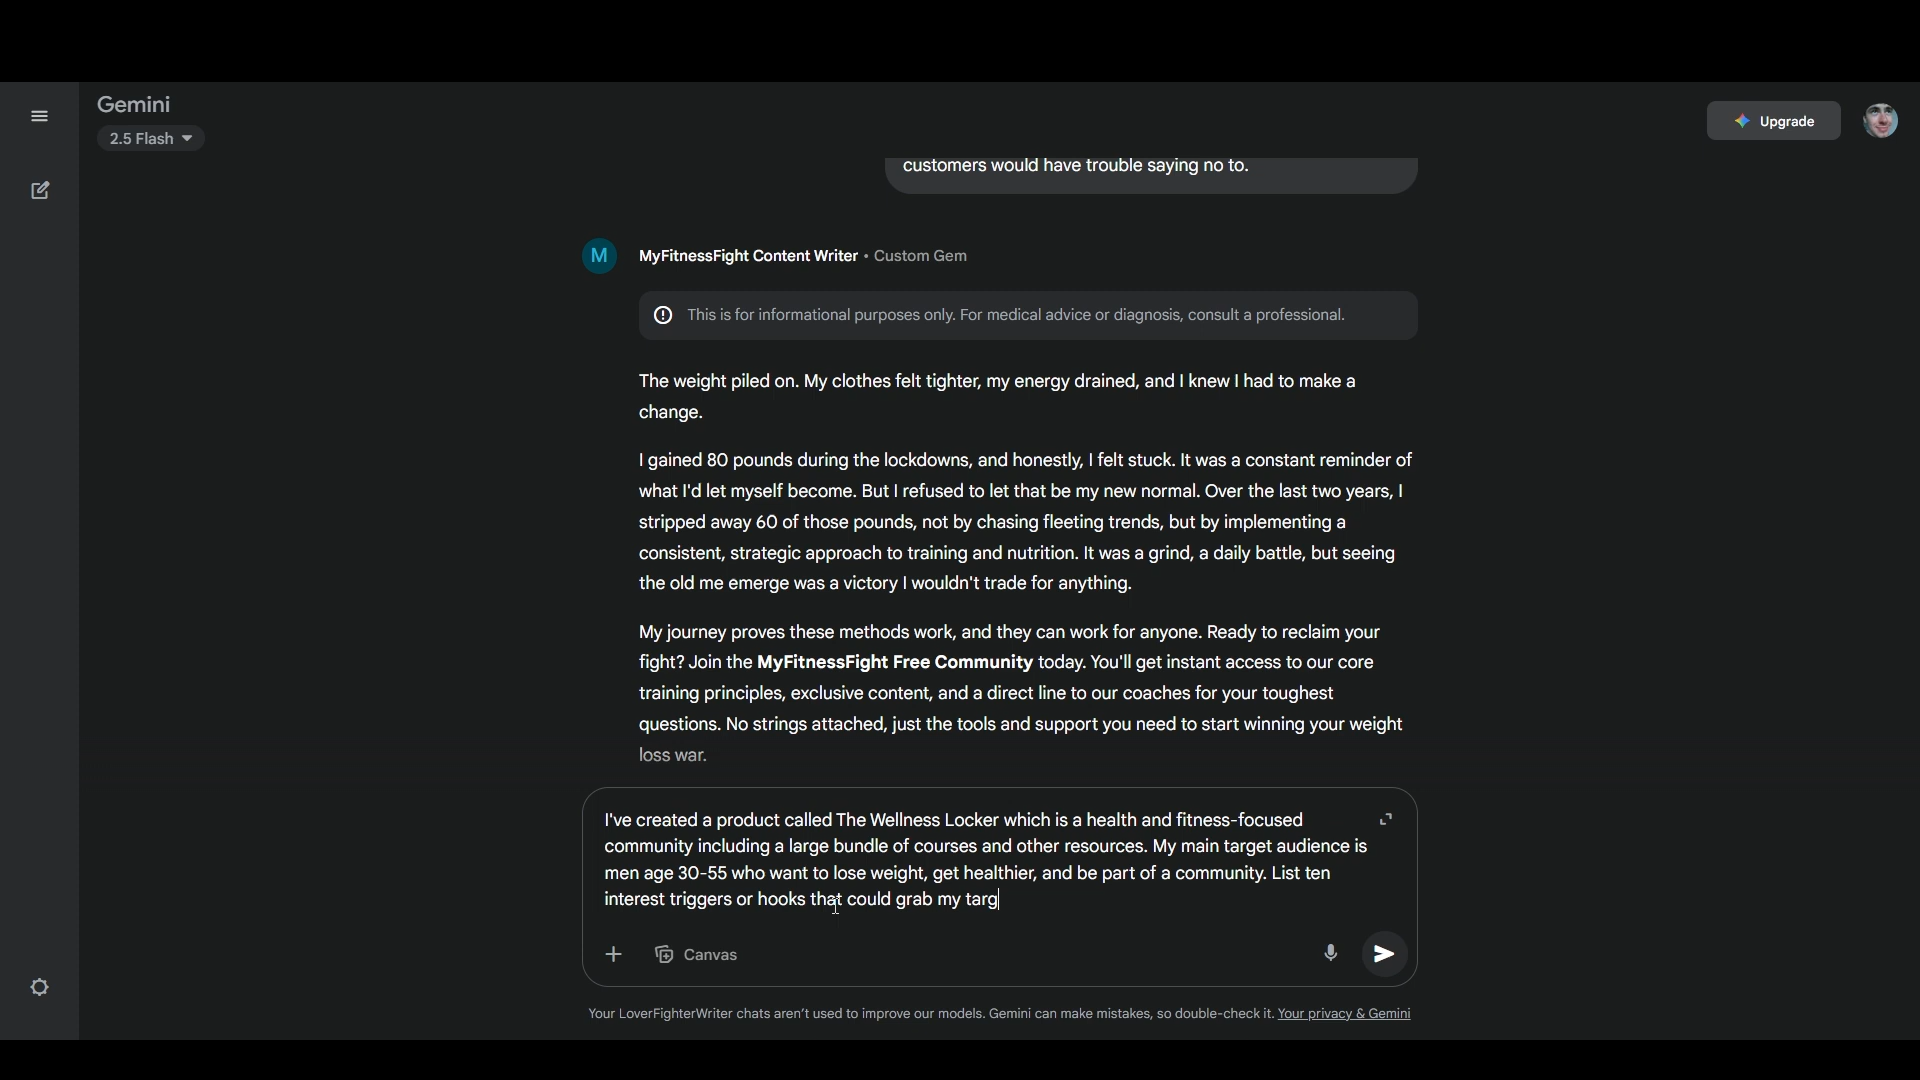 Gemini
2.5 Flash
Upgrade
customers would have trouble saying no to.
M
MyFitnessFight Content Writer • Custom Gem
This is for informational purposes only. For medical advice or diagnosis, consult a professional.
The weight piled on. My clothes felt tighter, my energy drained, and I knew I had to make a
change.
I gained 80 pounds during the lockdowns, and honestly, I felt stuck. It was a constant reminder of
what I'd let myself become. But I refused to let that be my new normal. Over the last two years, I
stripped away 60 of those pounds, not by chasing fleeting trends, but by implementing a
consistent, strategic approach to training and nutrition. It was a grind, a daily battle, but seeing
the old me emerge was a victory I wouldn't trade for anything.
My journey proves these methods work, and they can work for anyone. Ready to reclaim your
fight? Join the MyFitnessFight Free Community today. You'll get instant access to our core
training principles, exclusive content, and a direct line to our coaches for your toughest
questions. No strings attached, just the tools and support you need to start winning your weight
loss war.
I've created a product called The Wellness Locker which is a health and fitness-focused
community including a large bundle of courses and other resources. My main target audience is
men age 30-55 who want to lose weight, get healthier, and be part of a community. List ten
interest triggers or hooks that could grab my targ
Canvas
Your LoverFighterWriter chats aren't used to improve our models. Gemini can make mistakes, so double-check it. Your privacy & Gemini